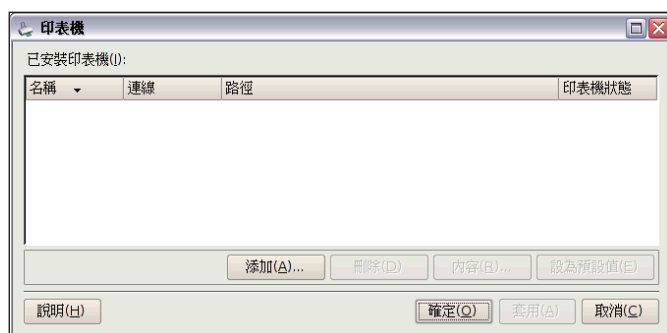 印表機
已安裝印表機(I):
名稱 連線 路徑 印表機狀態
添加(A)... 刪除(D) 內容(R)... 設為預設值(E)
說明(H) 確定(O) 套用(A) 取消(C)